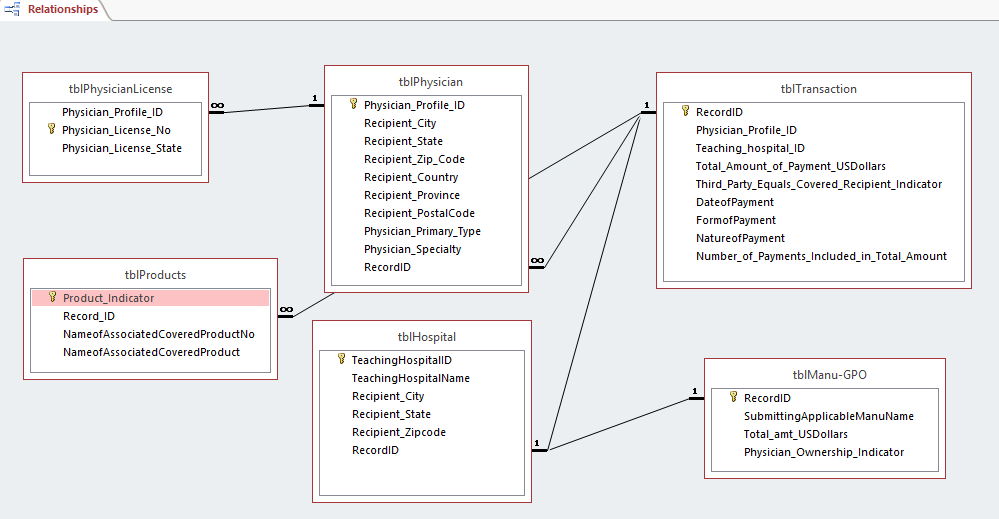 Relationships
tblPhysicianLicense
Physician_Profile_ID
Physician_License_No
Physician_License_State
∞
1
tblPhysician
Physician_Profile_ID
Recipient_City
Recipient_State
Recipient_Zip_Code
Recipient_Country
Recipient_Province
Recipient_PostalCode
Physician_Primary_Type
Physician_Specialty
RecordID
∞
1
tblTransaction
RecordID
Physician_Profile_ID
Teaching_hospital_ID
Total_Amount_of_Payment_USDollars
Third_Party_Equals_Covered_Recipient_Indicator
DateofPayment
FormofPayment
NatureofPayment
Number_of_Payments_Included_in_Total_Amount
tblProducts
Product_Indicator
Record_ID
NameofAssociatedCoveredProductNo
NameofAssociatedCoveredProduct
∞
tblHospital
TeachingHospitalID
TeachingHospitalName
Recipient_City
Recipient_State
Recipient_Zipcode
RecordID
1
1
tblManu-GPO
RecordID
SubmittingApplicableManuName
Total_amt_USDollars
Physician_Ownership_Indicator